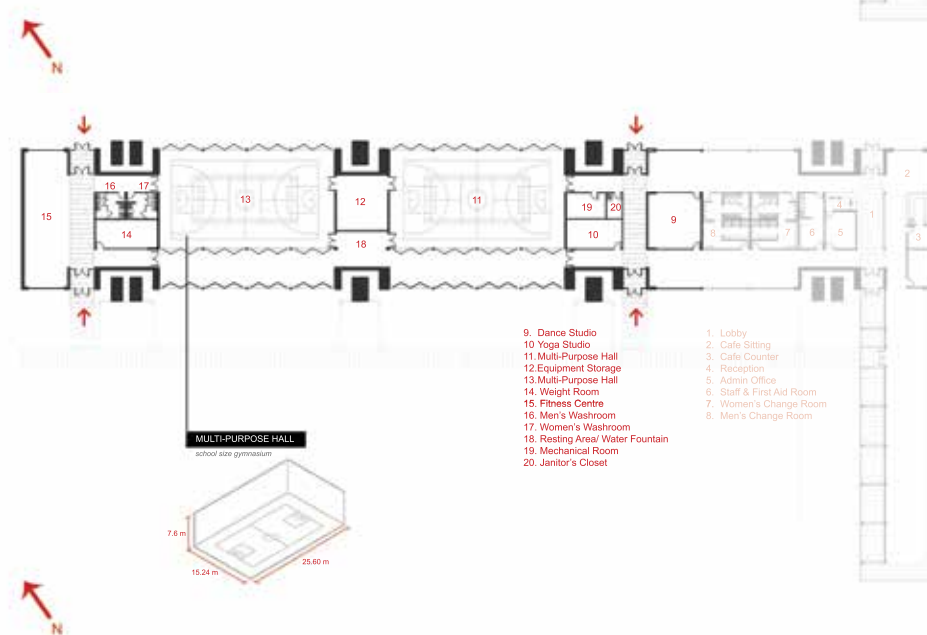 N
2
16 17
13
11
12
19 20
4
1
15
14
18
10
9
8
7
6
5
3
9. Dance Studio
10 Yoga Studio
11. Multi-Purpose Hall
12.Equipment Storage
13.Multi-Purpose Hall
14. Weight Room
15. Fitness Centre
16. Men's Washroom
17. Women's Washroom
18. Resting Area/ Water Fountain
19. Mechanical Room
20. Janitor's Closet
1. Lobby
2. Cafe Sitting
3. Cafe Counter
4. Reception
5. Admin Office
6. Staff & First Aid Room
7. Women's Change Room
8. Men's Change Room
MULTI-PURPOSE HALL
school size gymnasium
7.6 m
15.24 m
25.60 m
N